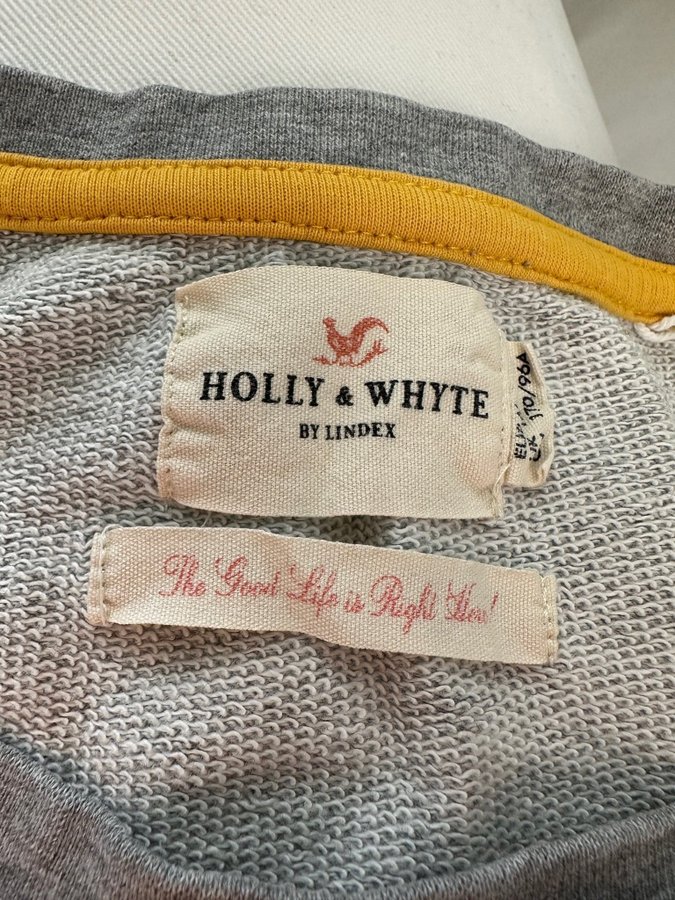 HOLLY & WHYTE
BY LINDEX
The Good Life is Right Here!